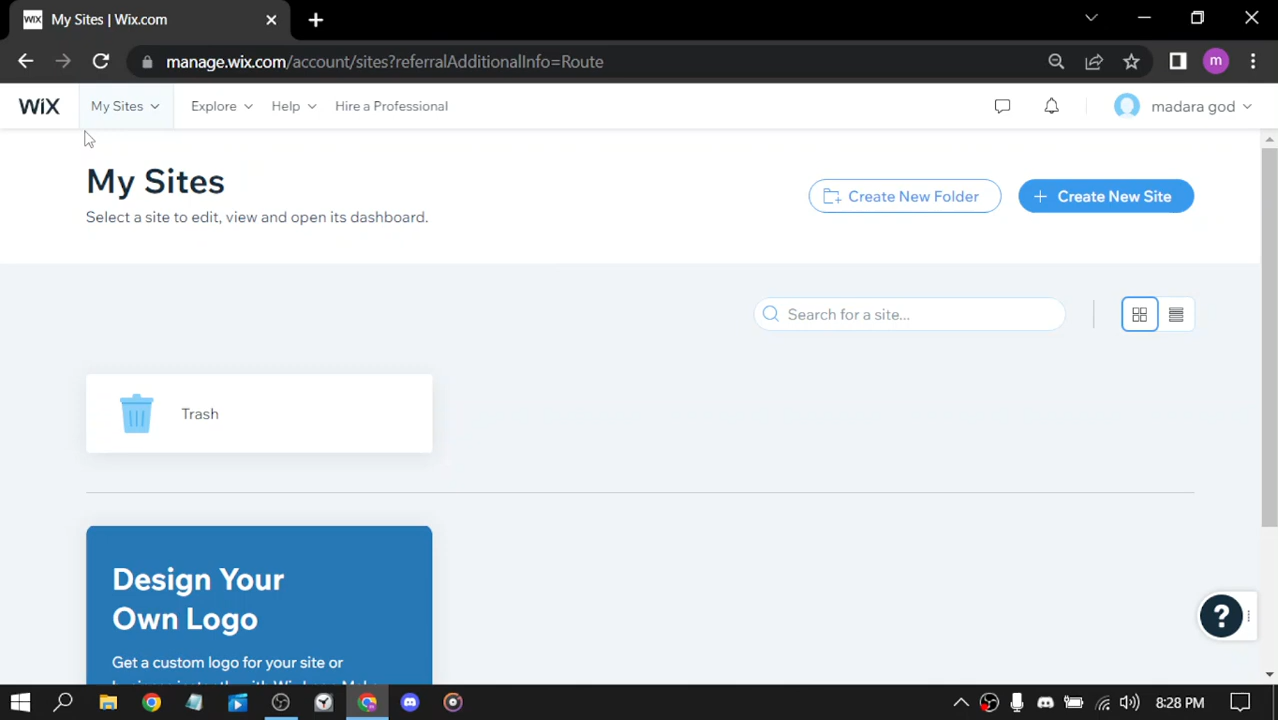 WIX My Sites | Wix.com
manage.wix.com/account/sites?referralAdditionalInfo=Route
m
WIX My Sites Explore Help Hire a Professional madara god
My Sites
Select a site to edit, view and open its dashboard.
Create New Folder + Create New Site
Search for a site...
Trash
Design Your
Own Logo
Get a custom logo for your site or
?
8:28 PM